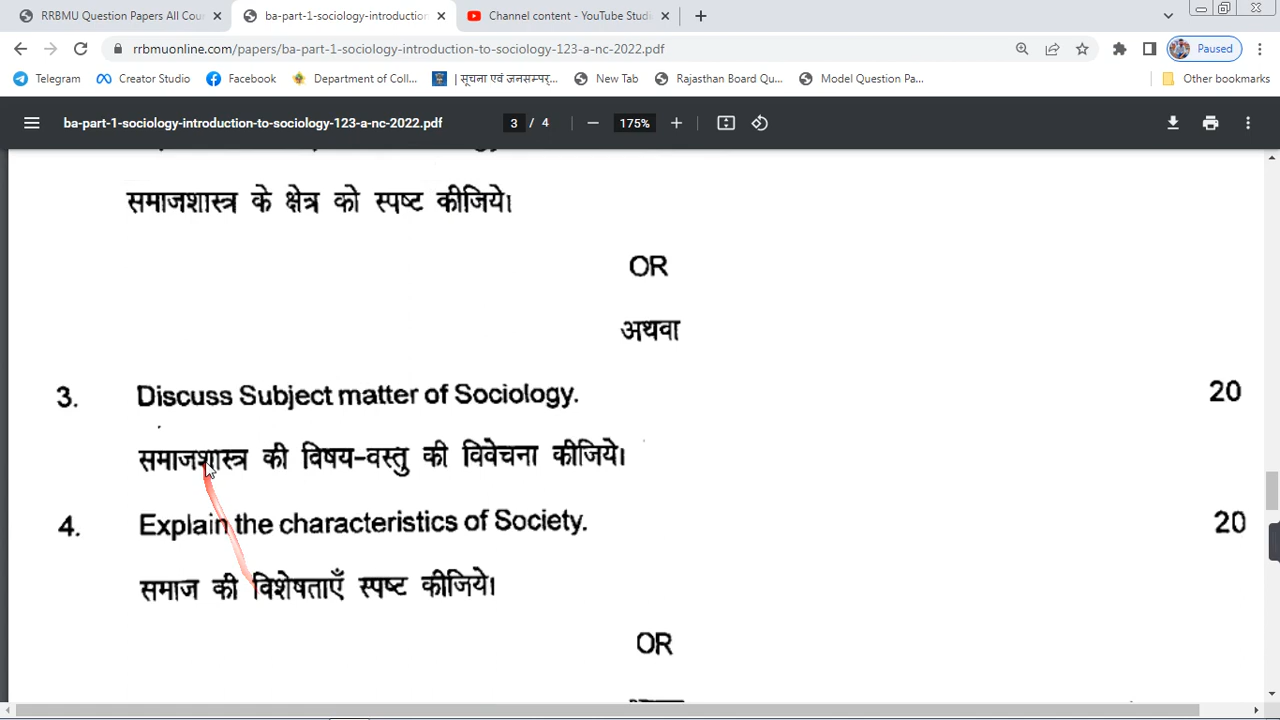 RRBMU Question Papers All Cou
ba-part-1-sociology-introduction
Channel content - YouTube Stud
rrbmuonline.com/papers/ba-part-1-sociology-introduction-to-sociology-123-a-nc-2022.pdf
Paused
Telegram
Creator Studio
Facebook
Department of Coll...
| सूचना एवं जनसम्पर्...
New Tab
Rajasthan Board Qu...
Model Question Pa...
Other bookmarks
ba-part-1-sociology-introduction-to-sociology-123-a-nc-2022.pdf
3 / 4
175%
समाजशास्त्र के क्षेत्र को स्पष्ट कीजिये।
OR
अथवा
3. Discuss Subject matter of Sociology. 20
समाजशास्त्र की विषय-वस्तु की विवेचना कीजिये।
4. Explain the characteristics of Society. 20
समाज की विशेषताएँ स्पष्ट कीजिये।
OR